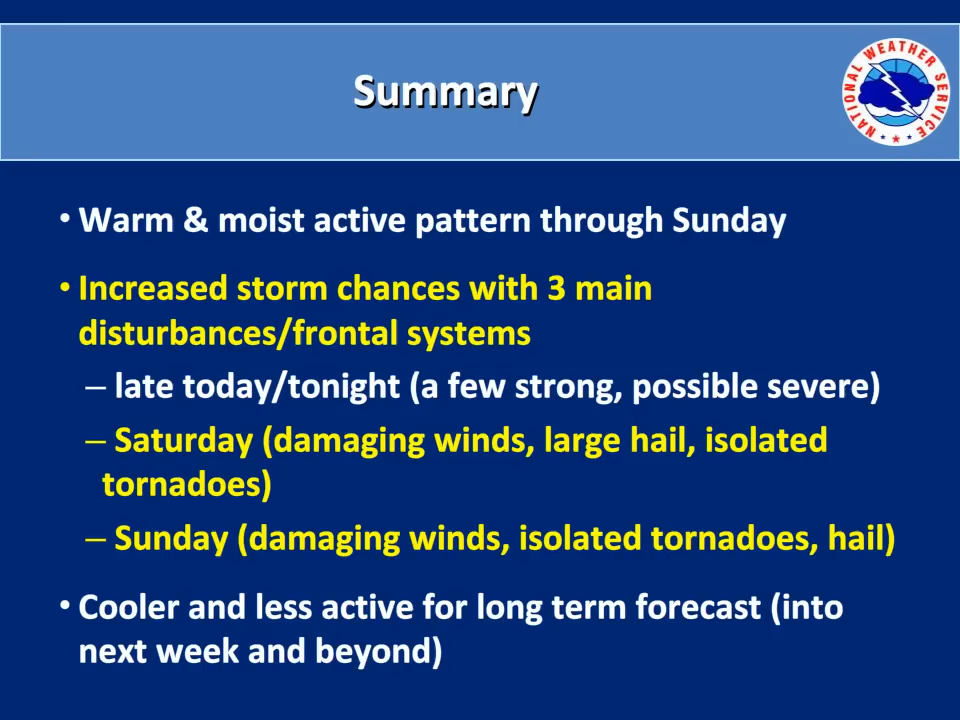 Summary
NATIONAL WEATHER SERVICE
• Warm & moist active pattern through Sunday
• Increased storm chances with 3 main
disturbances/frontal systems
– late today/tonight (a few strong, possible severe)
– Saturday (damaging winds, large hail, isolated
tornadoes)
– Sunday (damaging winds, isolated tornadoes, hail)
• Cooler and less active for long term forecast (into
next week and beyond)